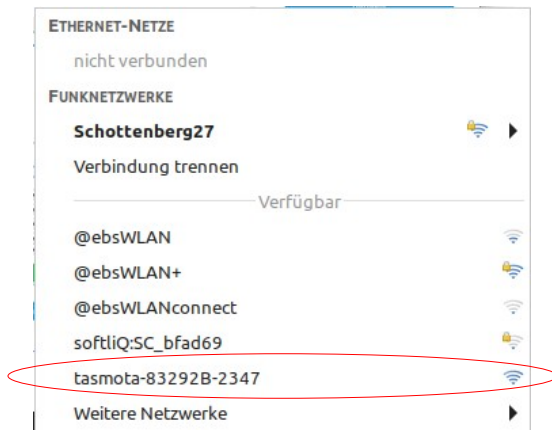 ETHERNET-NETZE
nicht verbunden
FUNKNETZWERKE
Schottenberg27
Verbindung trennen
Verfügbar
@ebsWLAN
@ebsWLAN+
@ebsWLANconnect
softliQ:SC_bfad69
tasmota-83292B-2347
Weitere Netzwerke